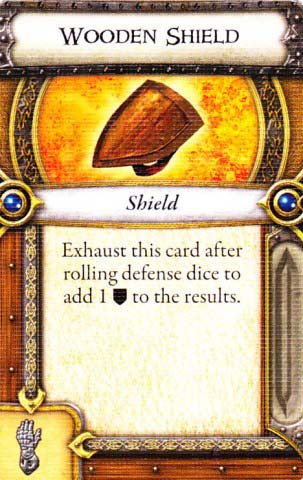 Wooden Shield
Shield
Exhaust this card after
rolling defense dice to
add 1 to the results.